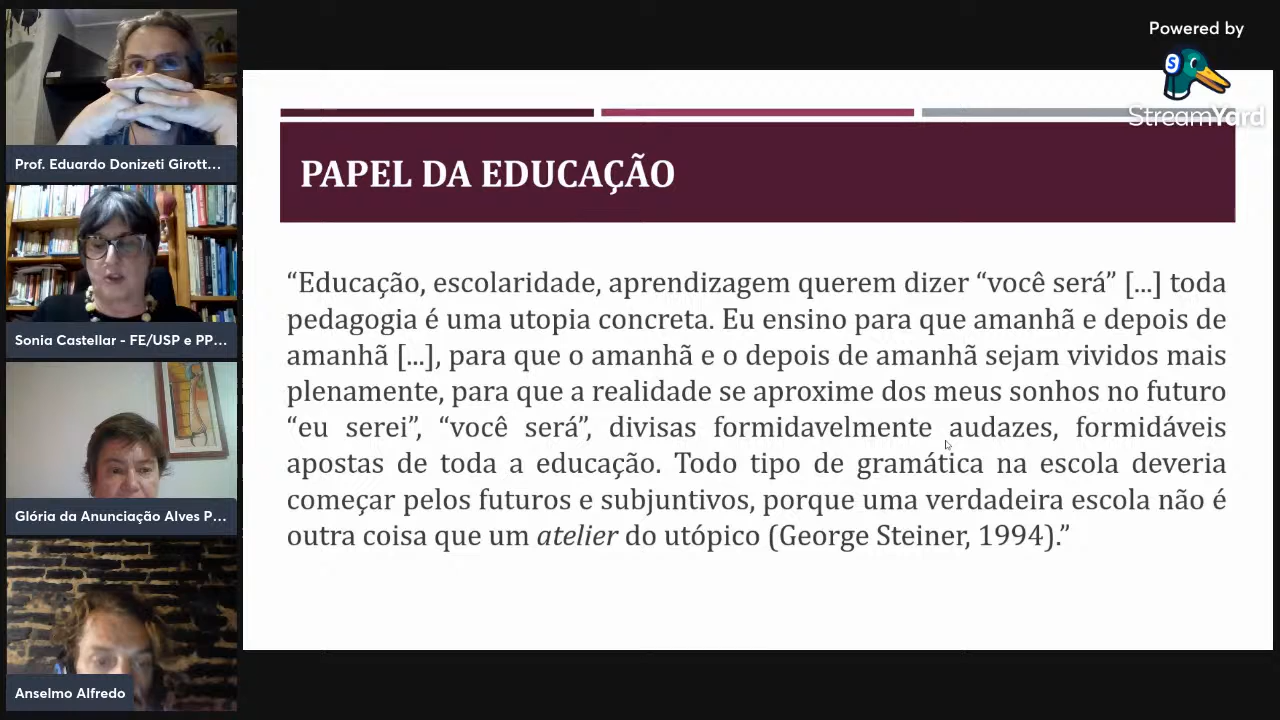 Powered by
StreamYard
Prof. Eduardo Donizeti Girott...
Sonia Castellar - FE/USP e PP...
Glória da Anunciação Alves P...
Anselmo Alfredo
PAPEL DA EDUCAÇÃO
“Educação, escolaridade, aprendizagem querem dizer “você será” [...] toda
pedagogia é uma utopia concreta. Eu ensino para que amanhã e depois de
amanhã [...], para que o amanhã e o depois de amanhã sejam vividos mais
plenamente, para que a realidade se aproxime dos meus sonhos no futuro
“eu serei”, “você será”, divisas formidavelmente audazes, formidáveis
apostas de toda a educação. Todo tipo de gramática na escola deveria
começar pelos futuros e subjuntivos, porque uma verdadeira escola não é
outra coisa que um atelier do utópico (George Steiner, 1994).”